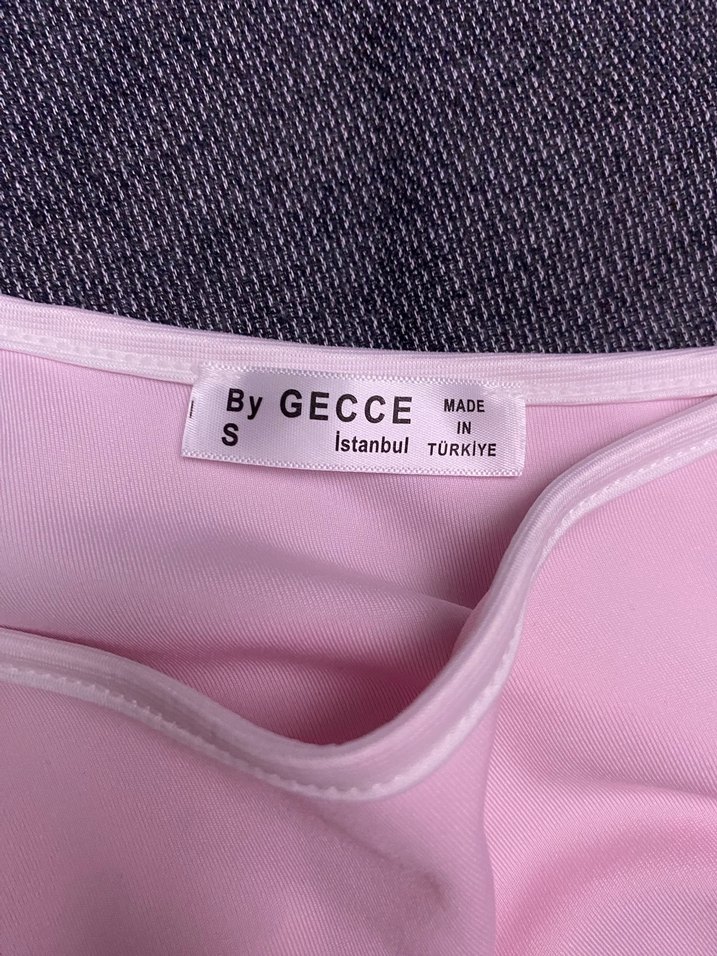 By GECCE
S İstanbul
MADE
IN
TÜRKİYE